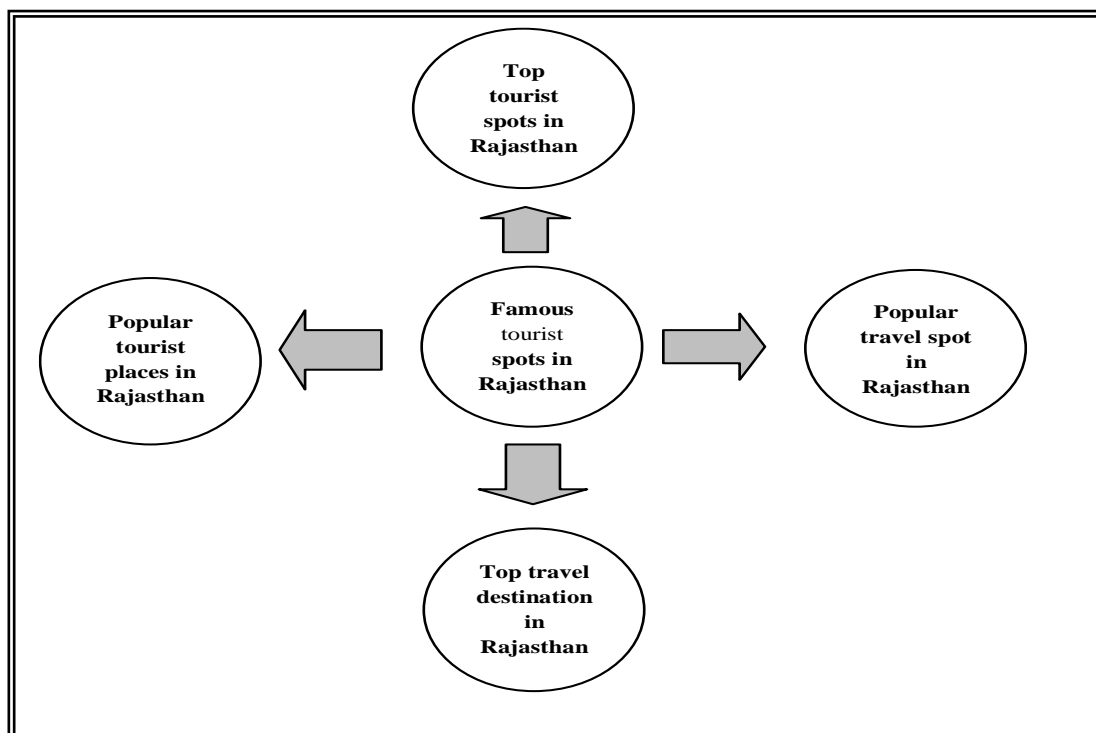 Top
tourist
spots in
Rajasthan
Popular
tourist
places in
Rajasthan
Famous
tourist
spots in
Rajasthan
Popular
travel spot
in
Rajasthan
Top travel
destination
in
Rajasthan